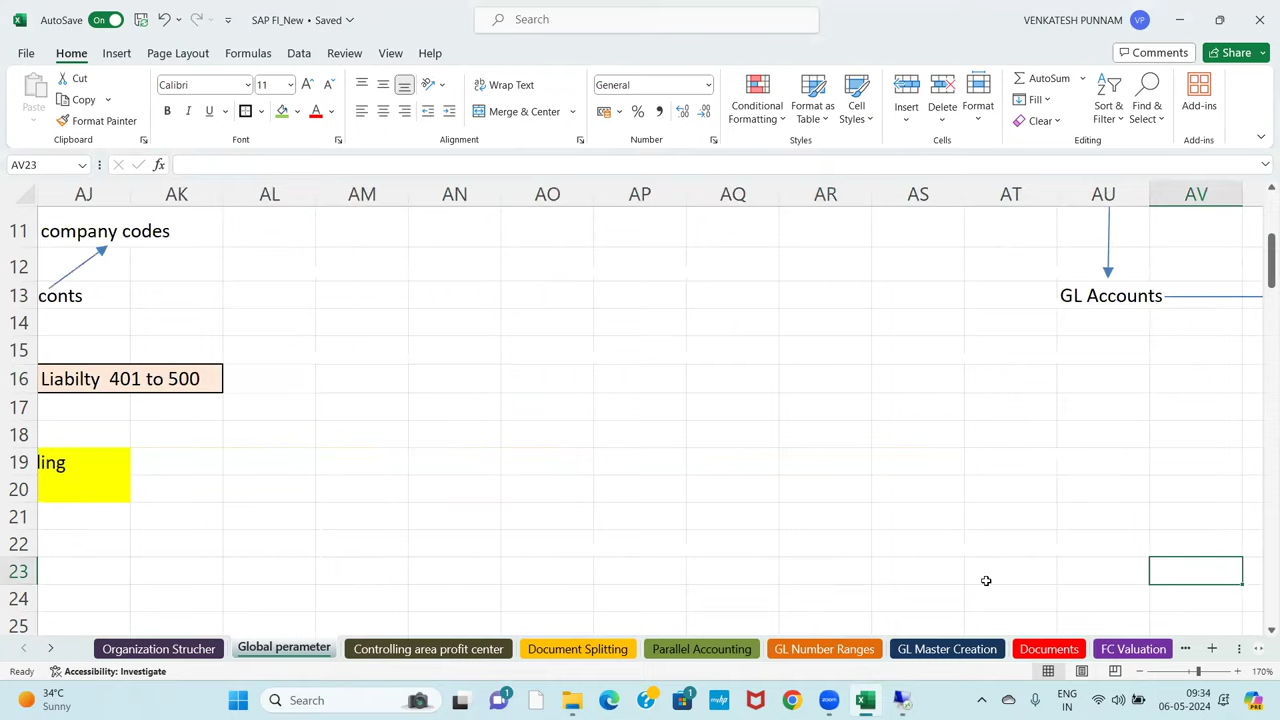 AutoSave On SAP FI_New • Saved Search VENKATESH PUNNAM VP
File Home Insert Page Layout Formulas Data Review View Help Comments Share
Paste Cut Copy Format Painter Clipboard
Calibri 11 B I U A Font
Wrap Text Merge & Center Alignment
General % Number
Conditional Formatting Format as Table Cell Styles Styles
Insert Delete Format Cells
AutoSum Fill Clear Sort & Filter Find & Select Editing
Add-ins Add-ins
AV23 fx
AJ AK AL AM AN AO AP AQ AR AS AT AU AV
11 company codes
12
13 conts GL Accounts
14
15
16 Liabilty 401 to 500
17
18
19 ling
20
21
22
23
24
25
Organization Strucher Global perameter Controlling area profit center Document Splitting Parallel Accounting GL Number Ranges GL Master Creation Documents FC Valuation
Ready Accessibility: Investigate 170%
34°C Sunny Search 1 1 myhp zoom ENG IN 09:34 06-05-2024 PRE